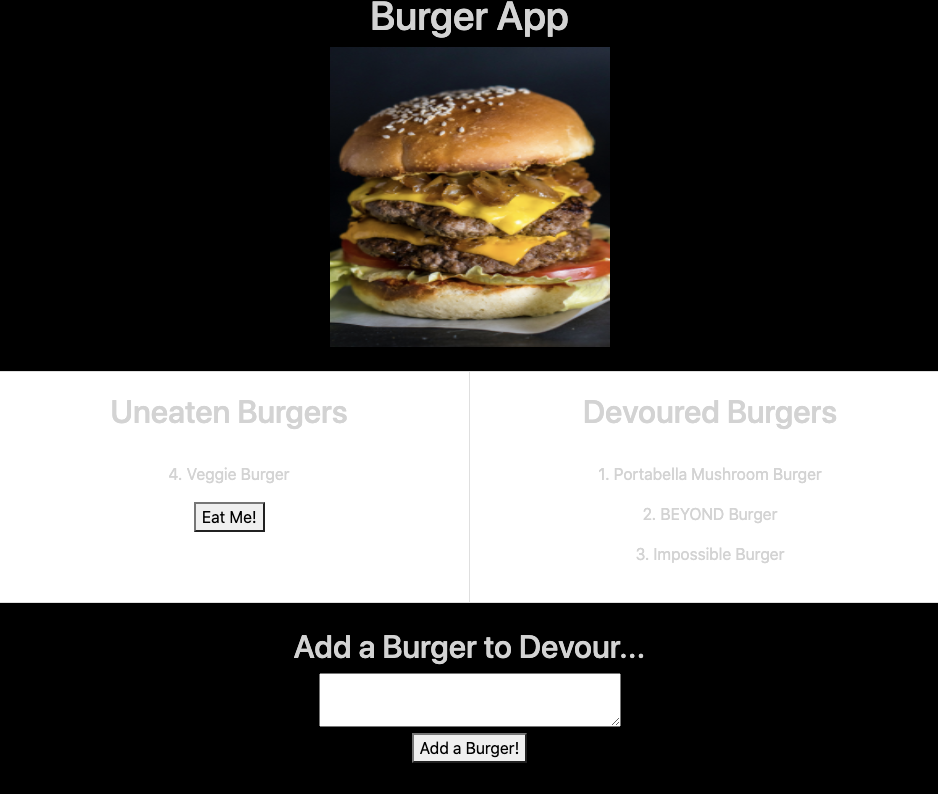 Burger App
Uneaten Burgers
4. Veggie Burger
Eat Me!
Devoured Burgers
1. Portabella Mushroom Burger
2. BEYOND Burger
3. Impossible Burger
Add a Burger to Devour...
Add a Burger!